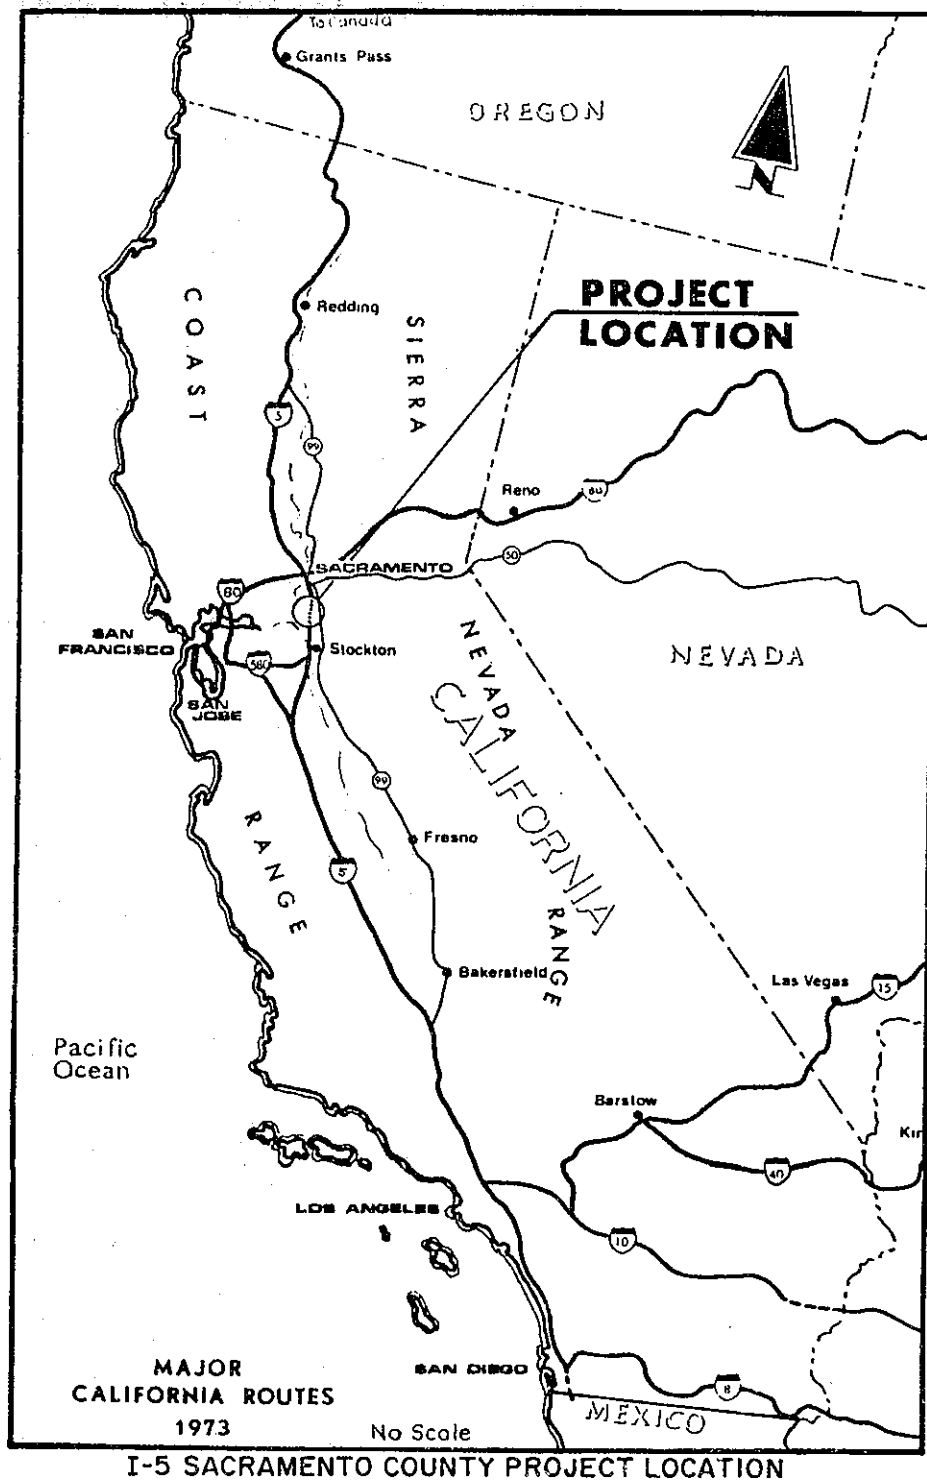 To Canada
Grants Pass
OREGON
N
COAST
Redding
SIERRA
PROJECT
LOCATION
5
99
Reno
80
50
SACRAMENTO
80
SAN
FRANCISCO
Stockton
580
SAN
JOSE
NEVADA
NEVADA
CALIFORNIA
99
RANGE
Fresno
5
RANGE
Bakersfield
Las Vegas
15
Pacific
Ocean
Barstow
Kin
40
LOS ANGELES
10
MAJOR
CALIFORNIA ROUTES
1973
SAN DIEGO
8
MEXICO
No Scale
I-5 SACRAMENTO COUNTY PROJECT LOCATION